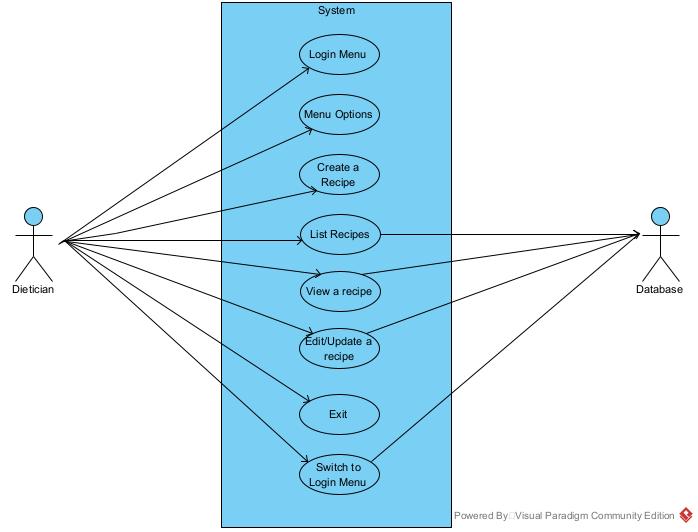 System
Login Menu
Menu Options
Create a
Recipe
List Recipes
View a recipe
Dietician
Database
Edit/Update a
recipe
Exit
Switch to
Login Menu
Powered By Visual Paradigm Community Edition